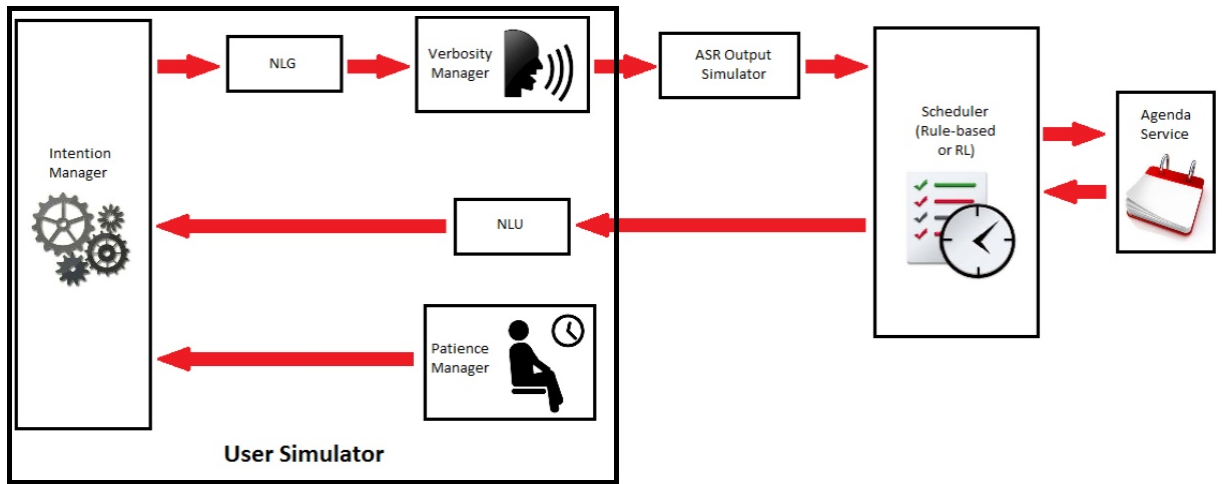 NLG
Verbosity
Manager
ASR Output
Simulator
Scheduler
(Rule-based
or RL)
Agenda
Service
Intention
Manager
NLU
Patience
Manager
User Simulator